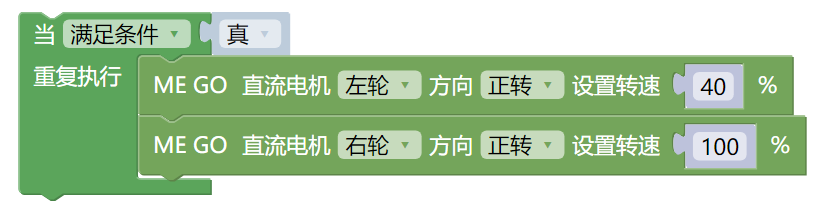 当 满足条件 真
重复执行
ME GO 直流电机 左轮 方向 正转 设置转速 40 %
ME GO 直流电机 右轮 方向 正转 设置转速 100 %